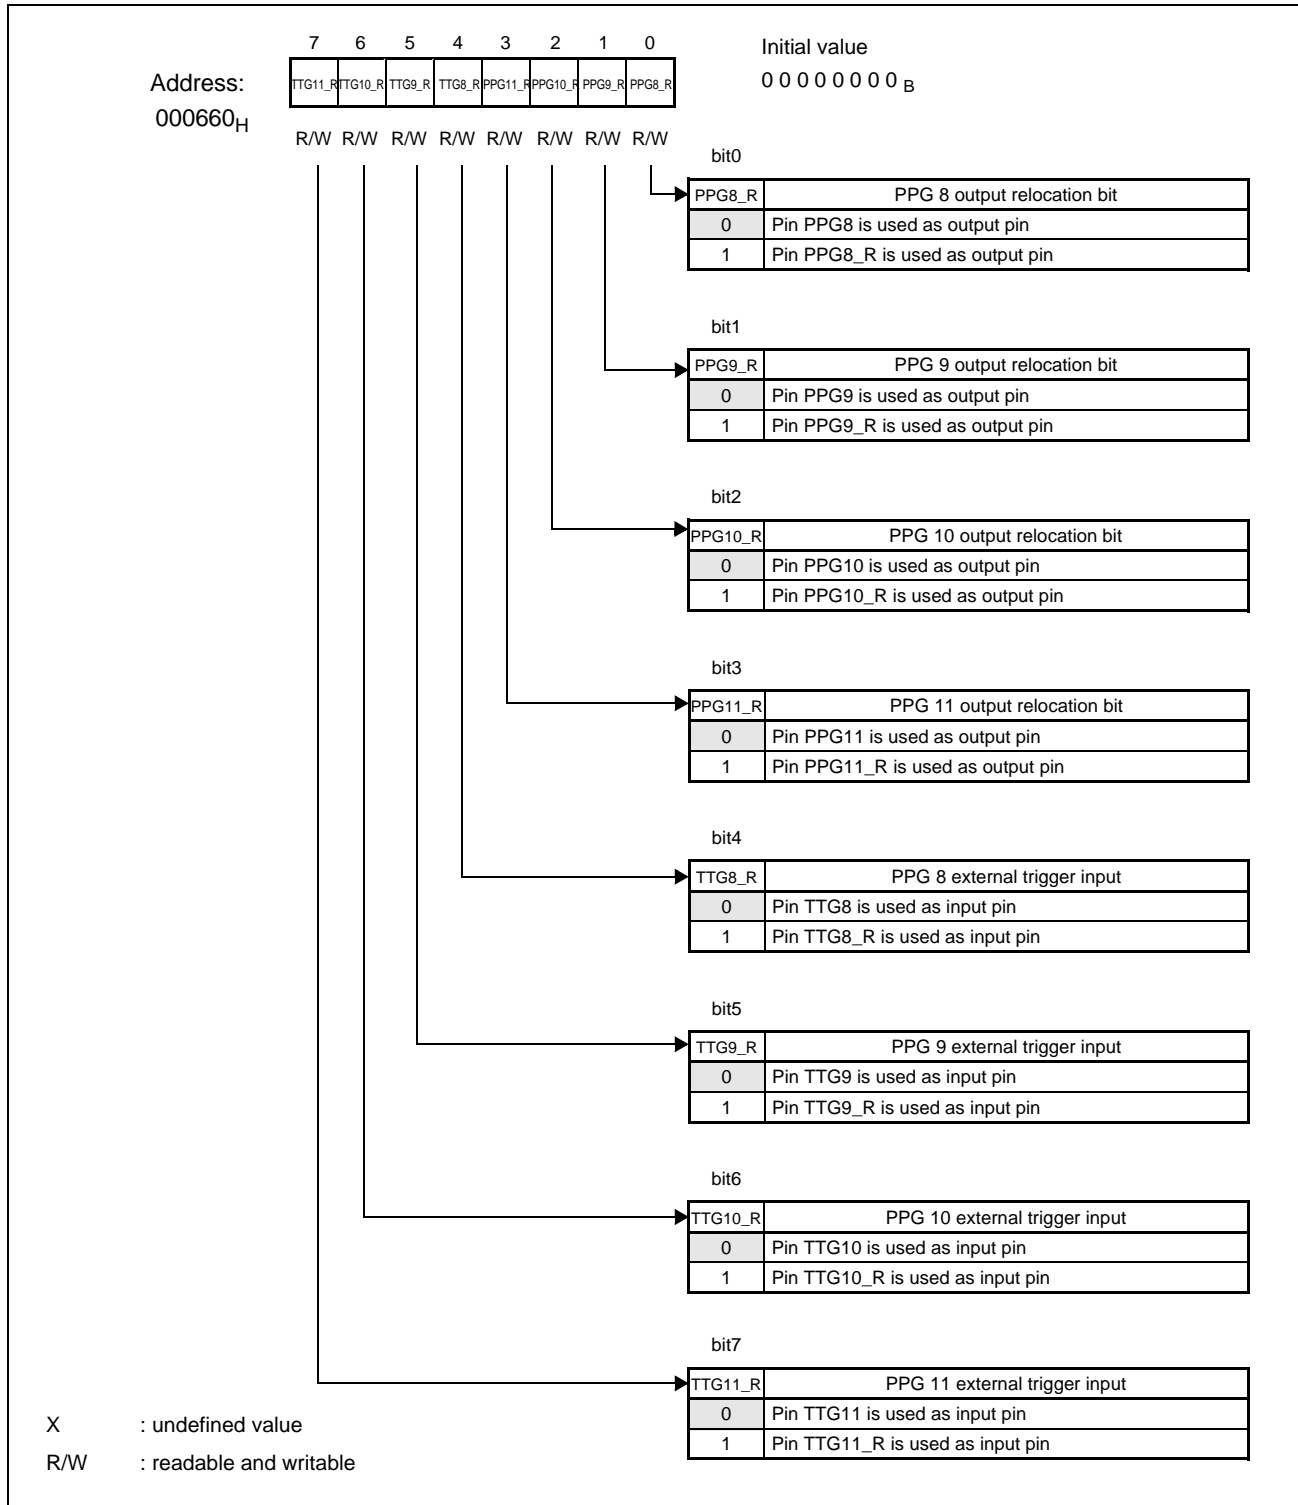 7 6 5 4 3 2 1 0
Initial value
Address:
000660H
TTG11_R TTG10_R TTG9_R TTG8_R PPG11_R PPG10_R PPG9_R PPG8_R
0 0 0 0 0 0 0 0 B
R/W R/W R/W R/W R/W R/W R/W R/W
bit0
PPG8_R PPG 8 output relocation bit
0 Pin PPG8 is used as output pin
1 Pin PPG8_R is used as output pin
bit1
PPG9_R PPG 9 output relocation bit
0 Pin PPG9 is used as output pin
1 Pin PPG9_R is used as output pin
bit2
PPG10_R PPG 10 output relocation bit
0 Pin PPG10 is used as output pin
1 Pin PPG10_R is used as output pin
bit3
PPG11_R PPG 11 output relocation bit
0 Pin PPG11 is used as output pin
1 Pin PPG11_R is used as output pin
bit4
TTG8_R PPG 8 external trigger input
0 Pin TTG8 is used as input pin
1 Pin TTG8_R is used as input pin
bit5
TTG9_R PPG 9 external trigger input
0 Pin TTG9 is used as input pin
1 Pin TTG9_R is used as input pin
bit6
TTG10_R PPG 10 external trigger input
0 Pin TTG10 is used as input pin
1 Pin TTG10_R is used as input pin
bit7
TTG11_R PPG 11 external trigger input
0 Pin TTG11 is used as input pin
1 Pin TTG11_R is used as input pin
X : undefined value
R/W : readable and writable